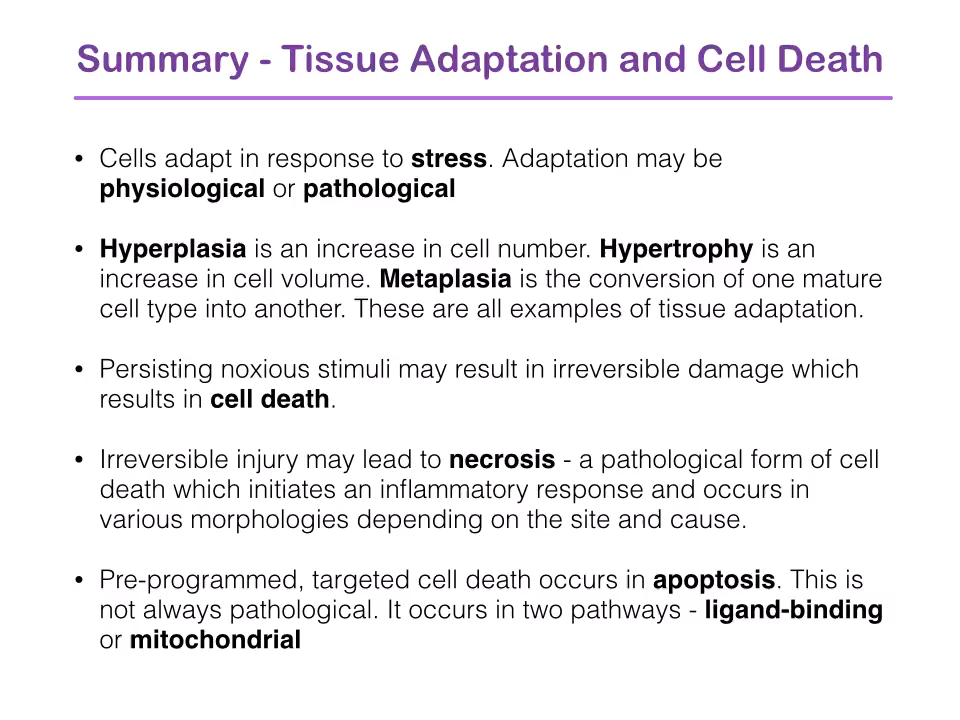 Summary - Tissue Adaptation and Cell Death
• Cells adapt in response to stress. Adaptation may be
physiological or pathological
• Hyperplasia is an increase in cell number. Hypertrophy is an
increase in cell volume. Metaplasia is the conversion of one mature
cell type into another. These are all examples of tissue adaptation.
• Persisting noxious stimuli may result in irreversible damage which
results in cell death.
• Irreversible injury may lead to necrosis - a pathological form of cell
death which initiates an inflammatory response and occurs in
various morphologies depending on the site and cause.
• Pre-programmed, targeted cell death occurs in apoptosis. This is
not always pathological. It occurs in two pathways - ligand-binding
or mitochondrial